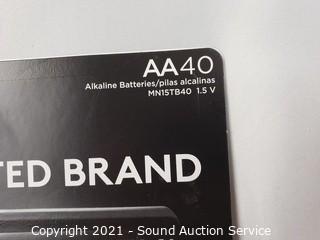 AA40
Alkaline Batteries/pilas alcalinas
MN15TB40 1.5 V
TED BRAND
Copyright 2021 - Sound Auction Service